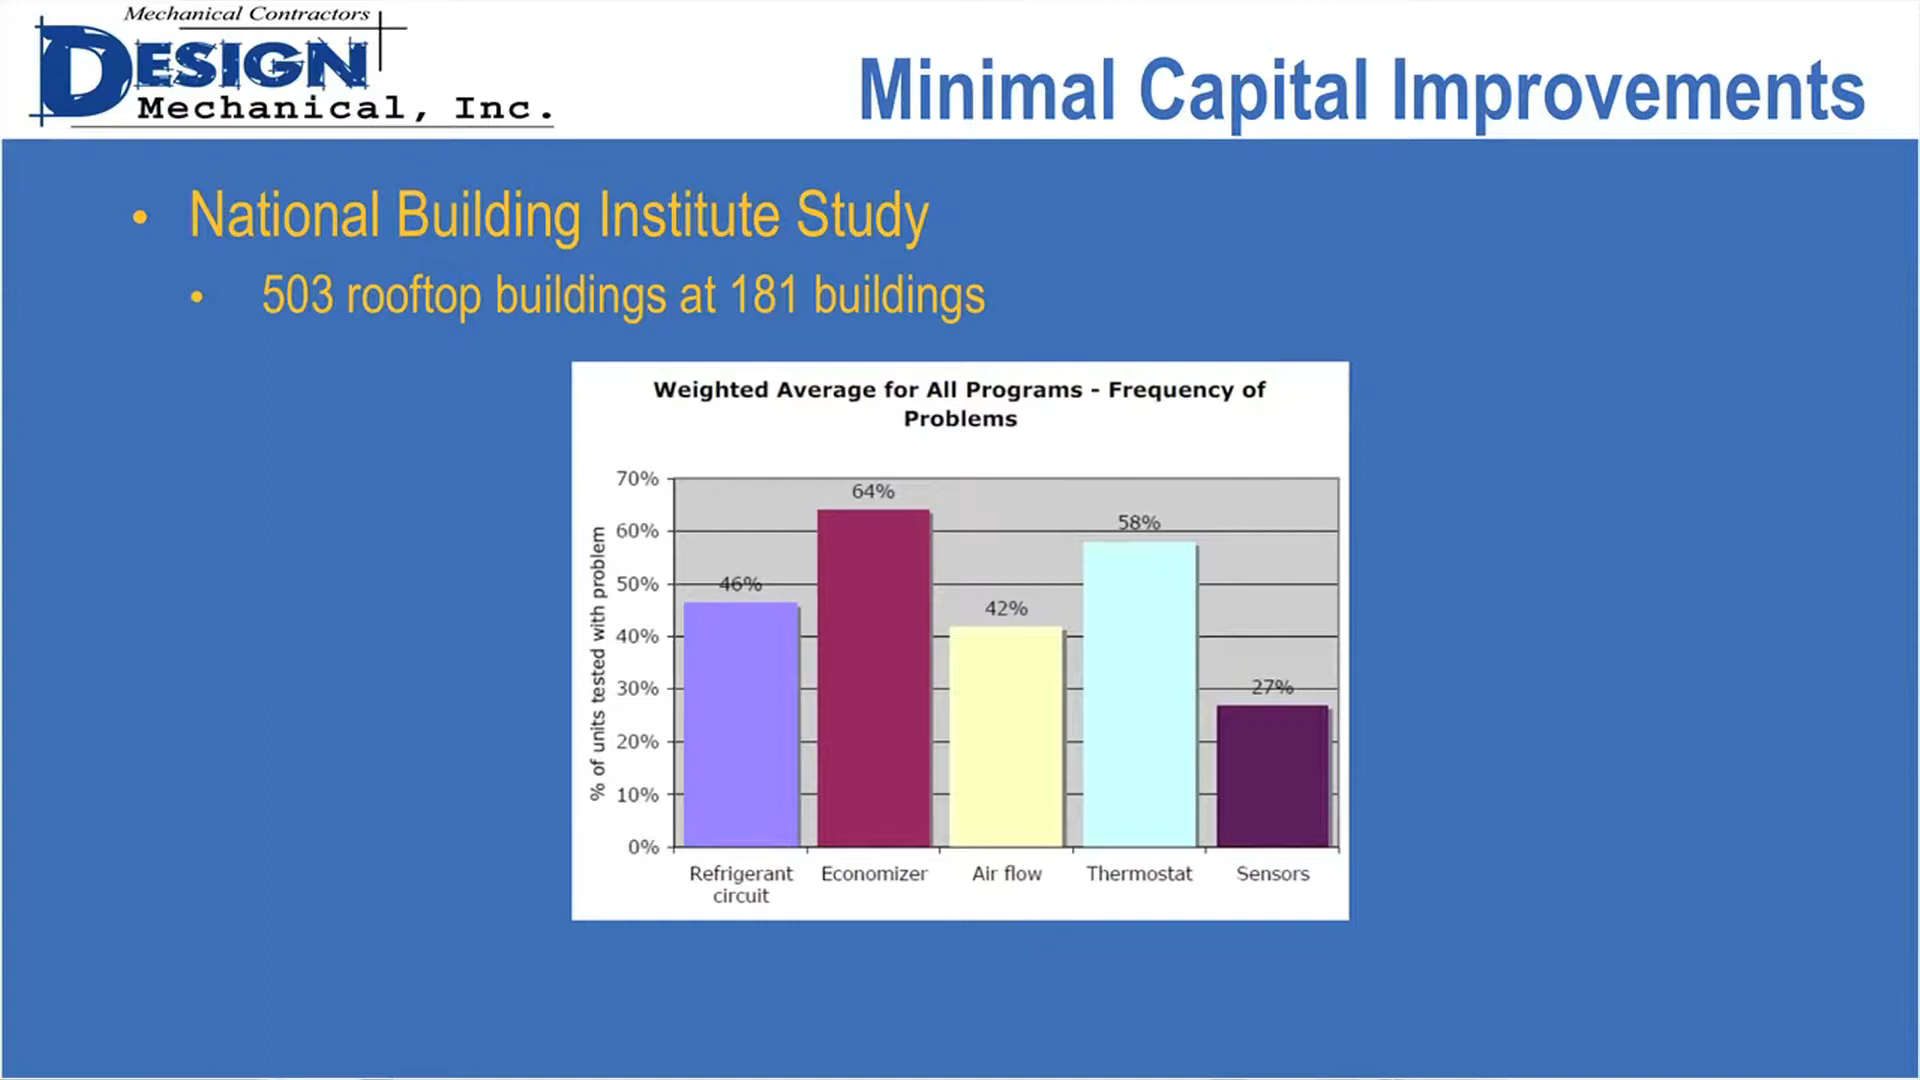 Mechanical Contractors
DESIGN
Mechanical, Inc.
Minimal Capital Improvements
• National Building Institute Study
• 503 rooftop buildings at 181 buildings
Weighted Average for All Programs - Frequency of
Problems
% of units tested with problem
70%
60%
50%
40%
30%
20%
10%
0%
46%
64%
42%
58%
27%
Refrigerant
circuit
Economizer
Air flow
Thermostat
Sensors